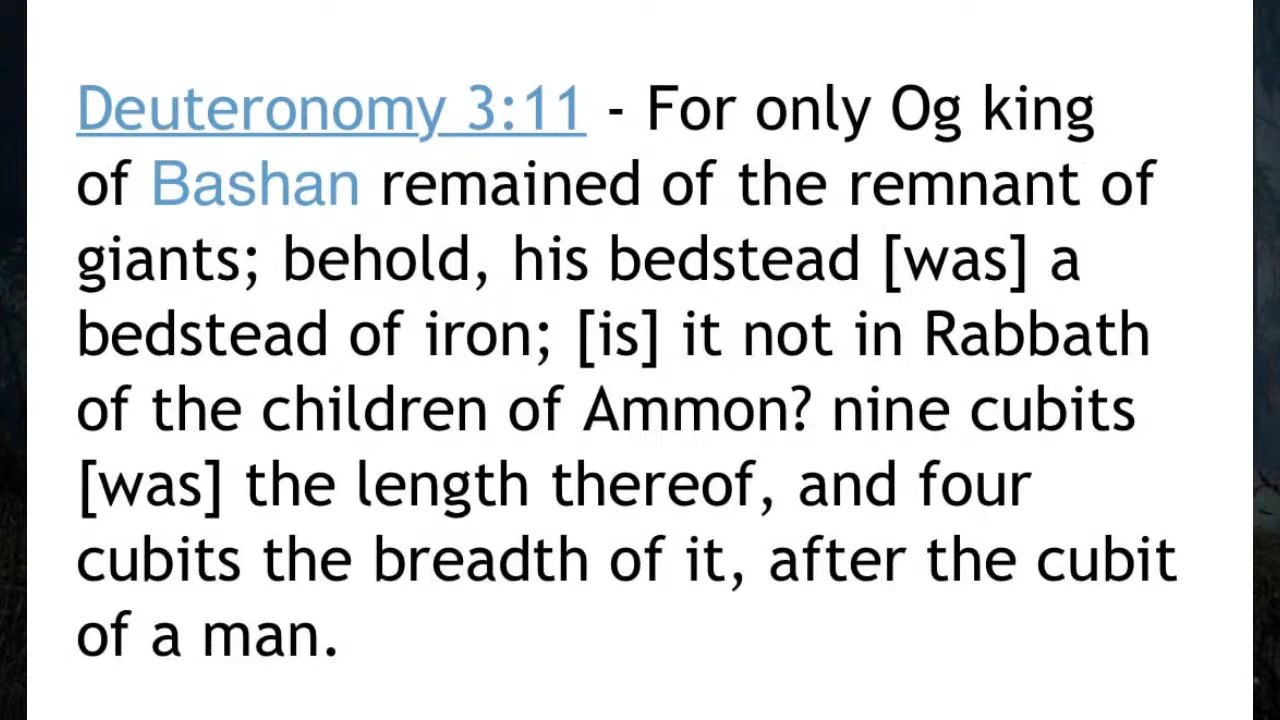 Deuteronomy 3:11 - For only Og king
of Bashan remained of the remnant of
giants; behold, his bedstead [was] a
bedstead of iron; [is] it not in Rabbath
of the children of Ammon? nine cubits
[was] the length thereof, and four
cubits the breadth of it, after the cubit
of a man.